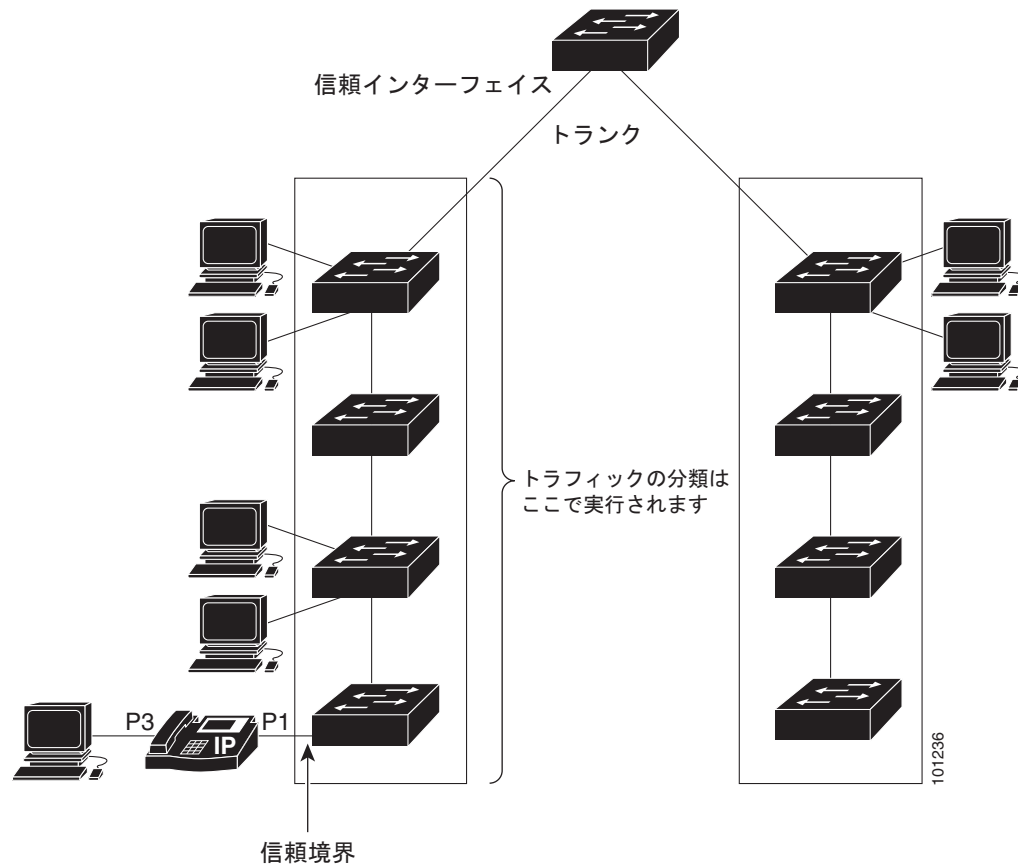 信頼インターフェイス
トランク
トラフィックの分類は
ここで実行されます
P3
IP
P1
101236
信頼境界